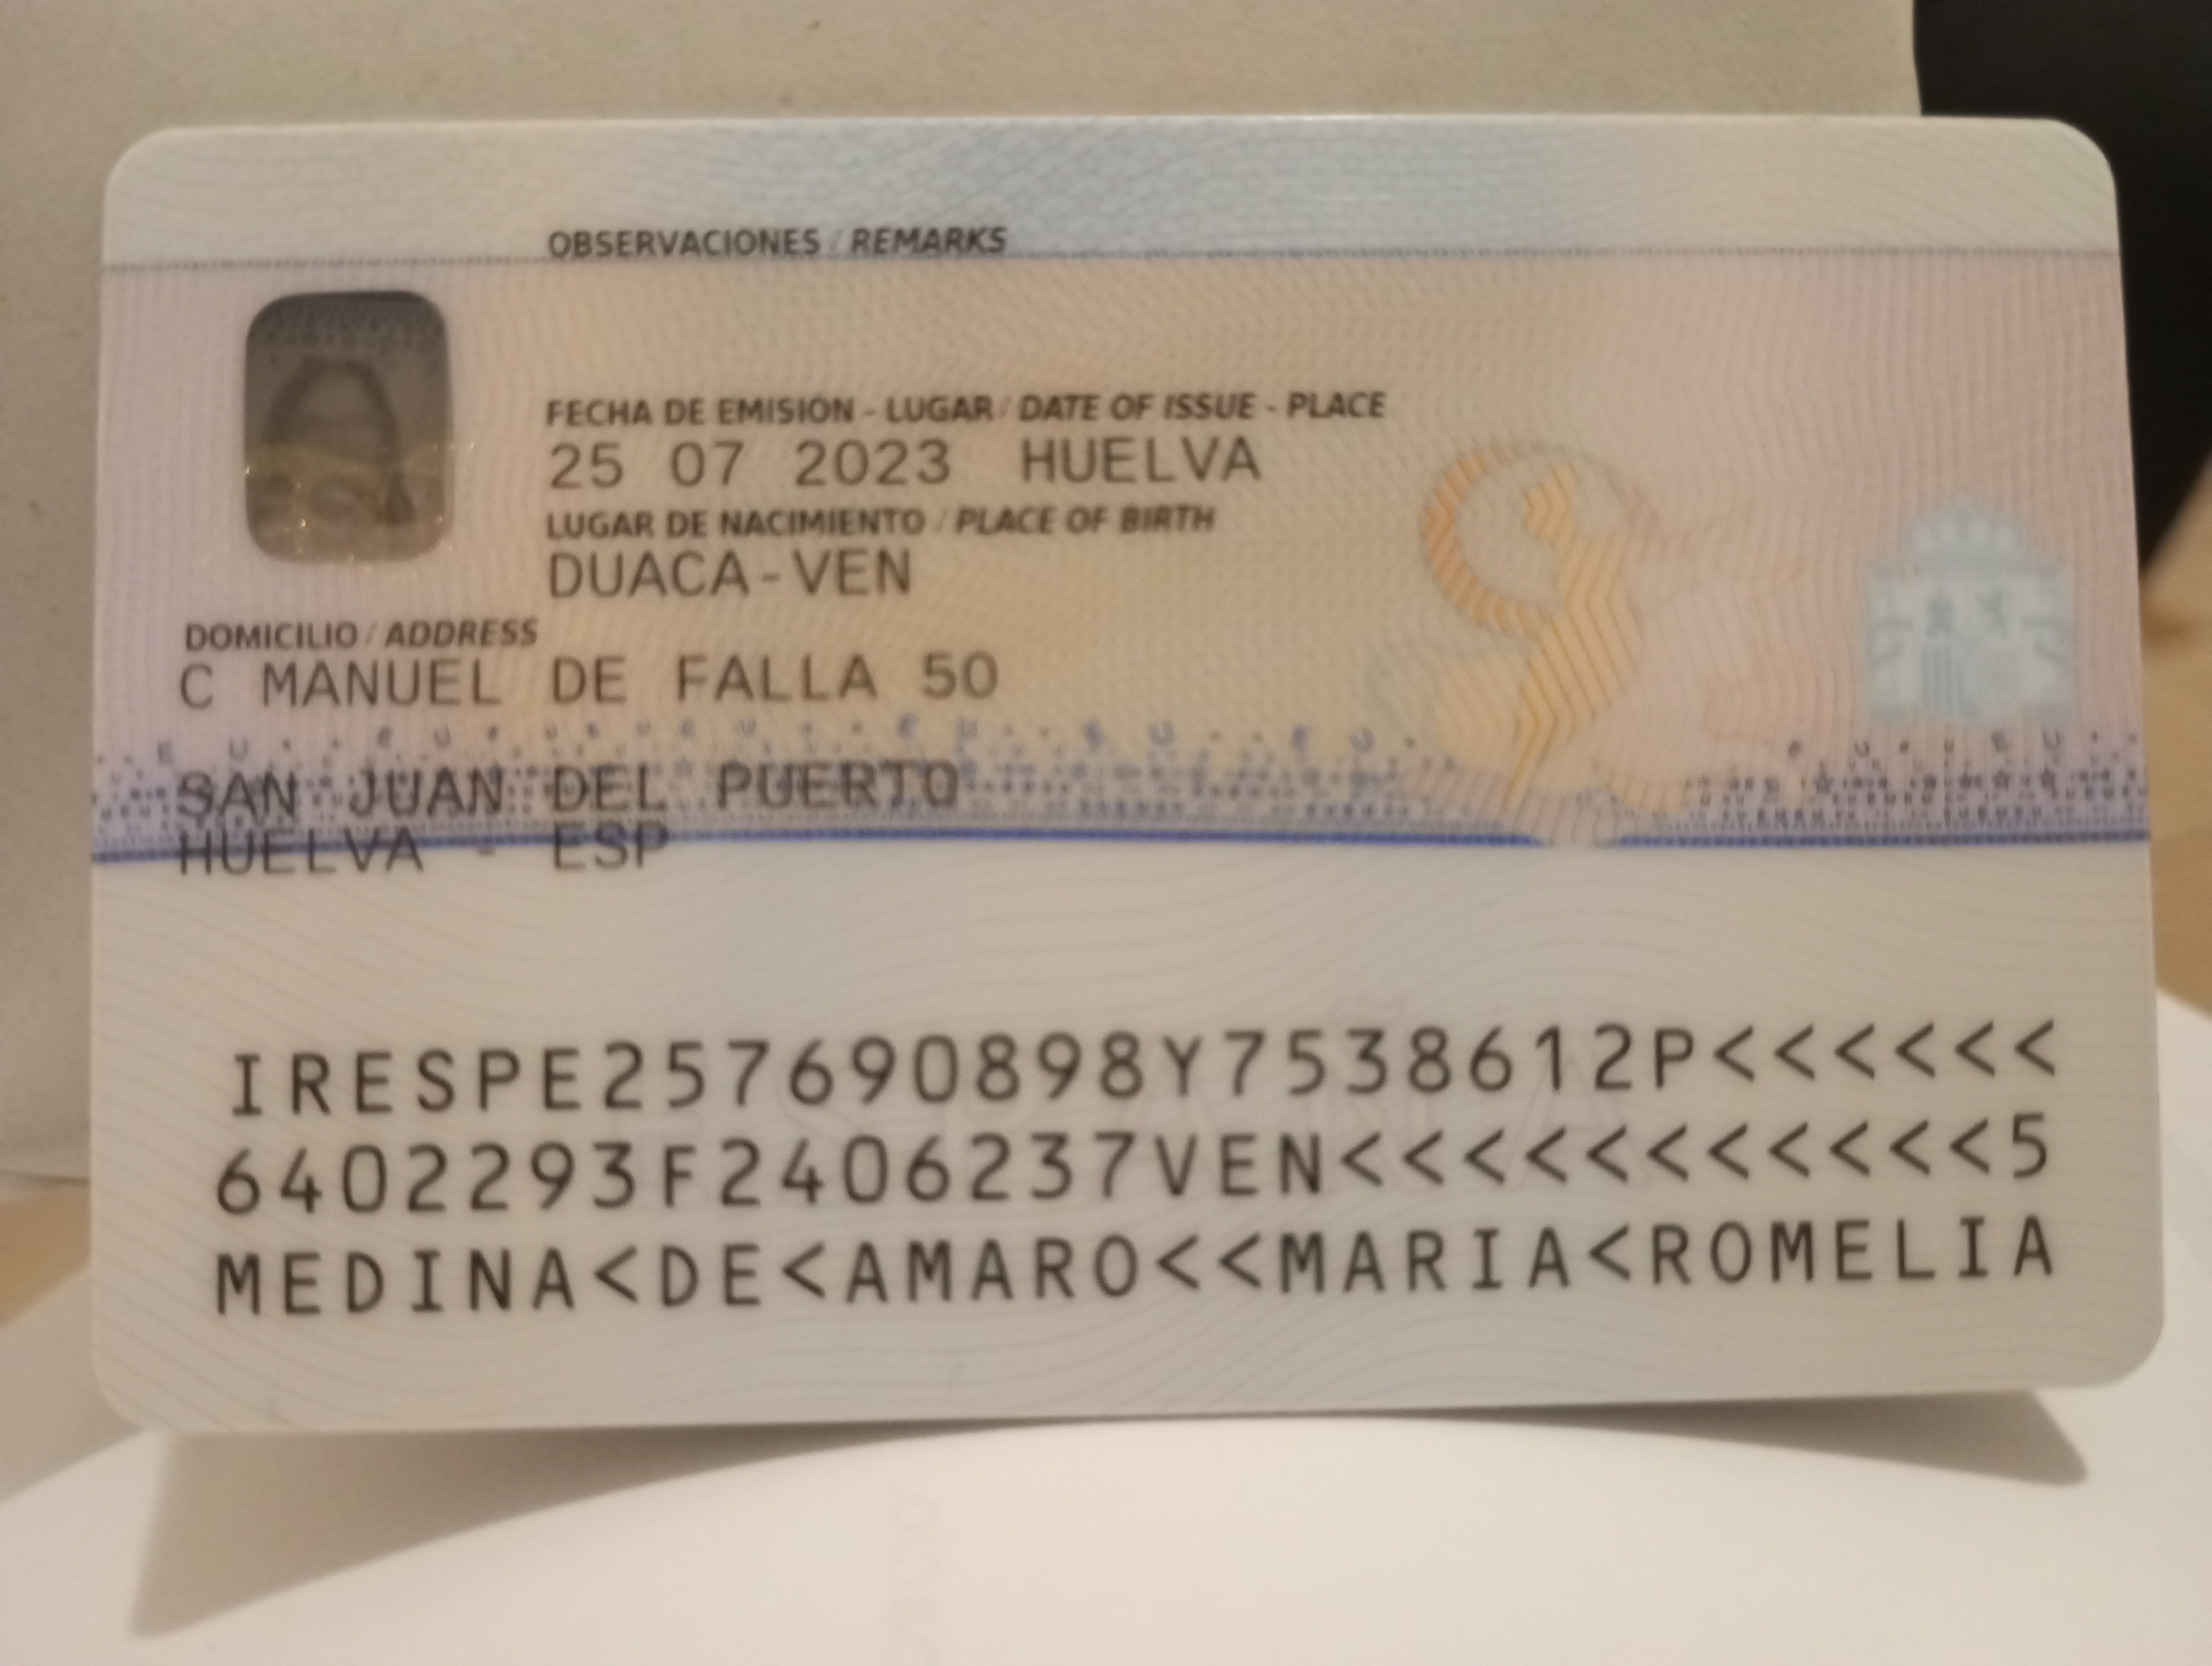 OBSERVACIONES / REMARKS
FECHA DE EMISION - LUGAR / DATE OF ISSUE - PLACE
25 07 2023 HUELVA
LUGAR DE NACIMIENTO / PLACE OF BIRTH
DUACA-VEN
DOMICILIO / ADDRESS
C MANUEL DE FALLA 50
SAN JUAN DEL PUERTO
HUELVA - ESP
IRESPE257690898Y7538612P<<<<<<
6402293F2406237VEN<<<<<<<<<<<5
MEDINA<DE<AMARO<<MARIA<ROMELIA